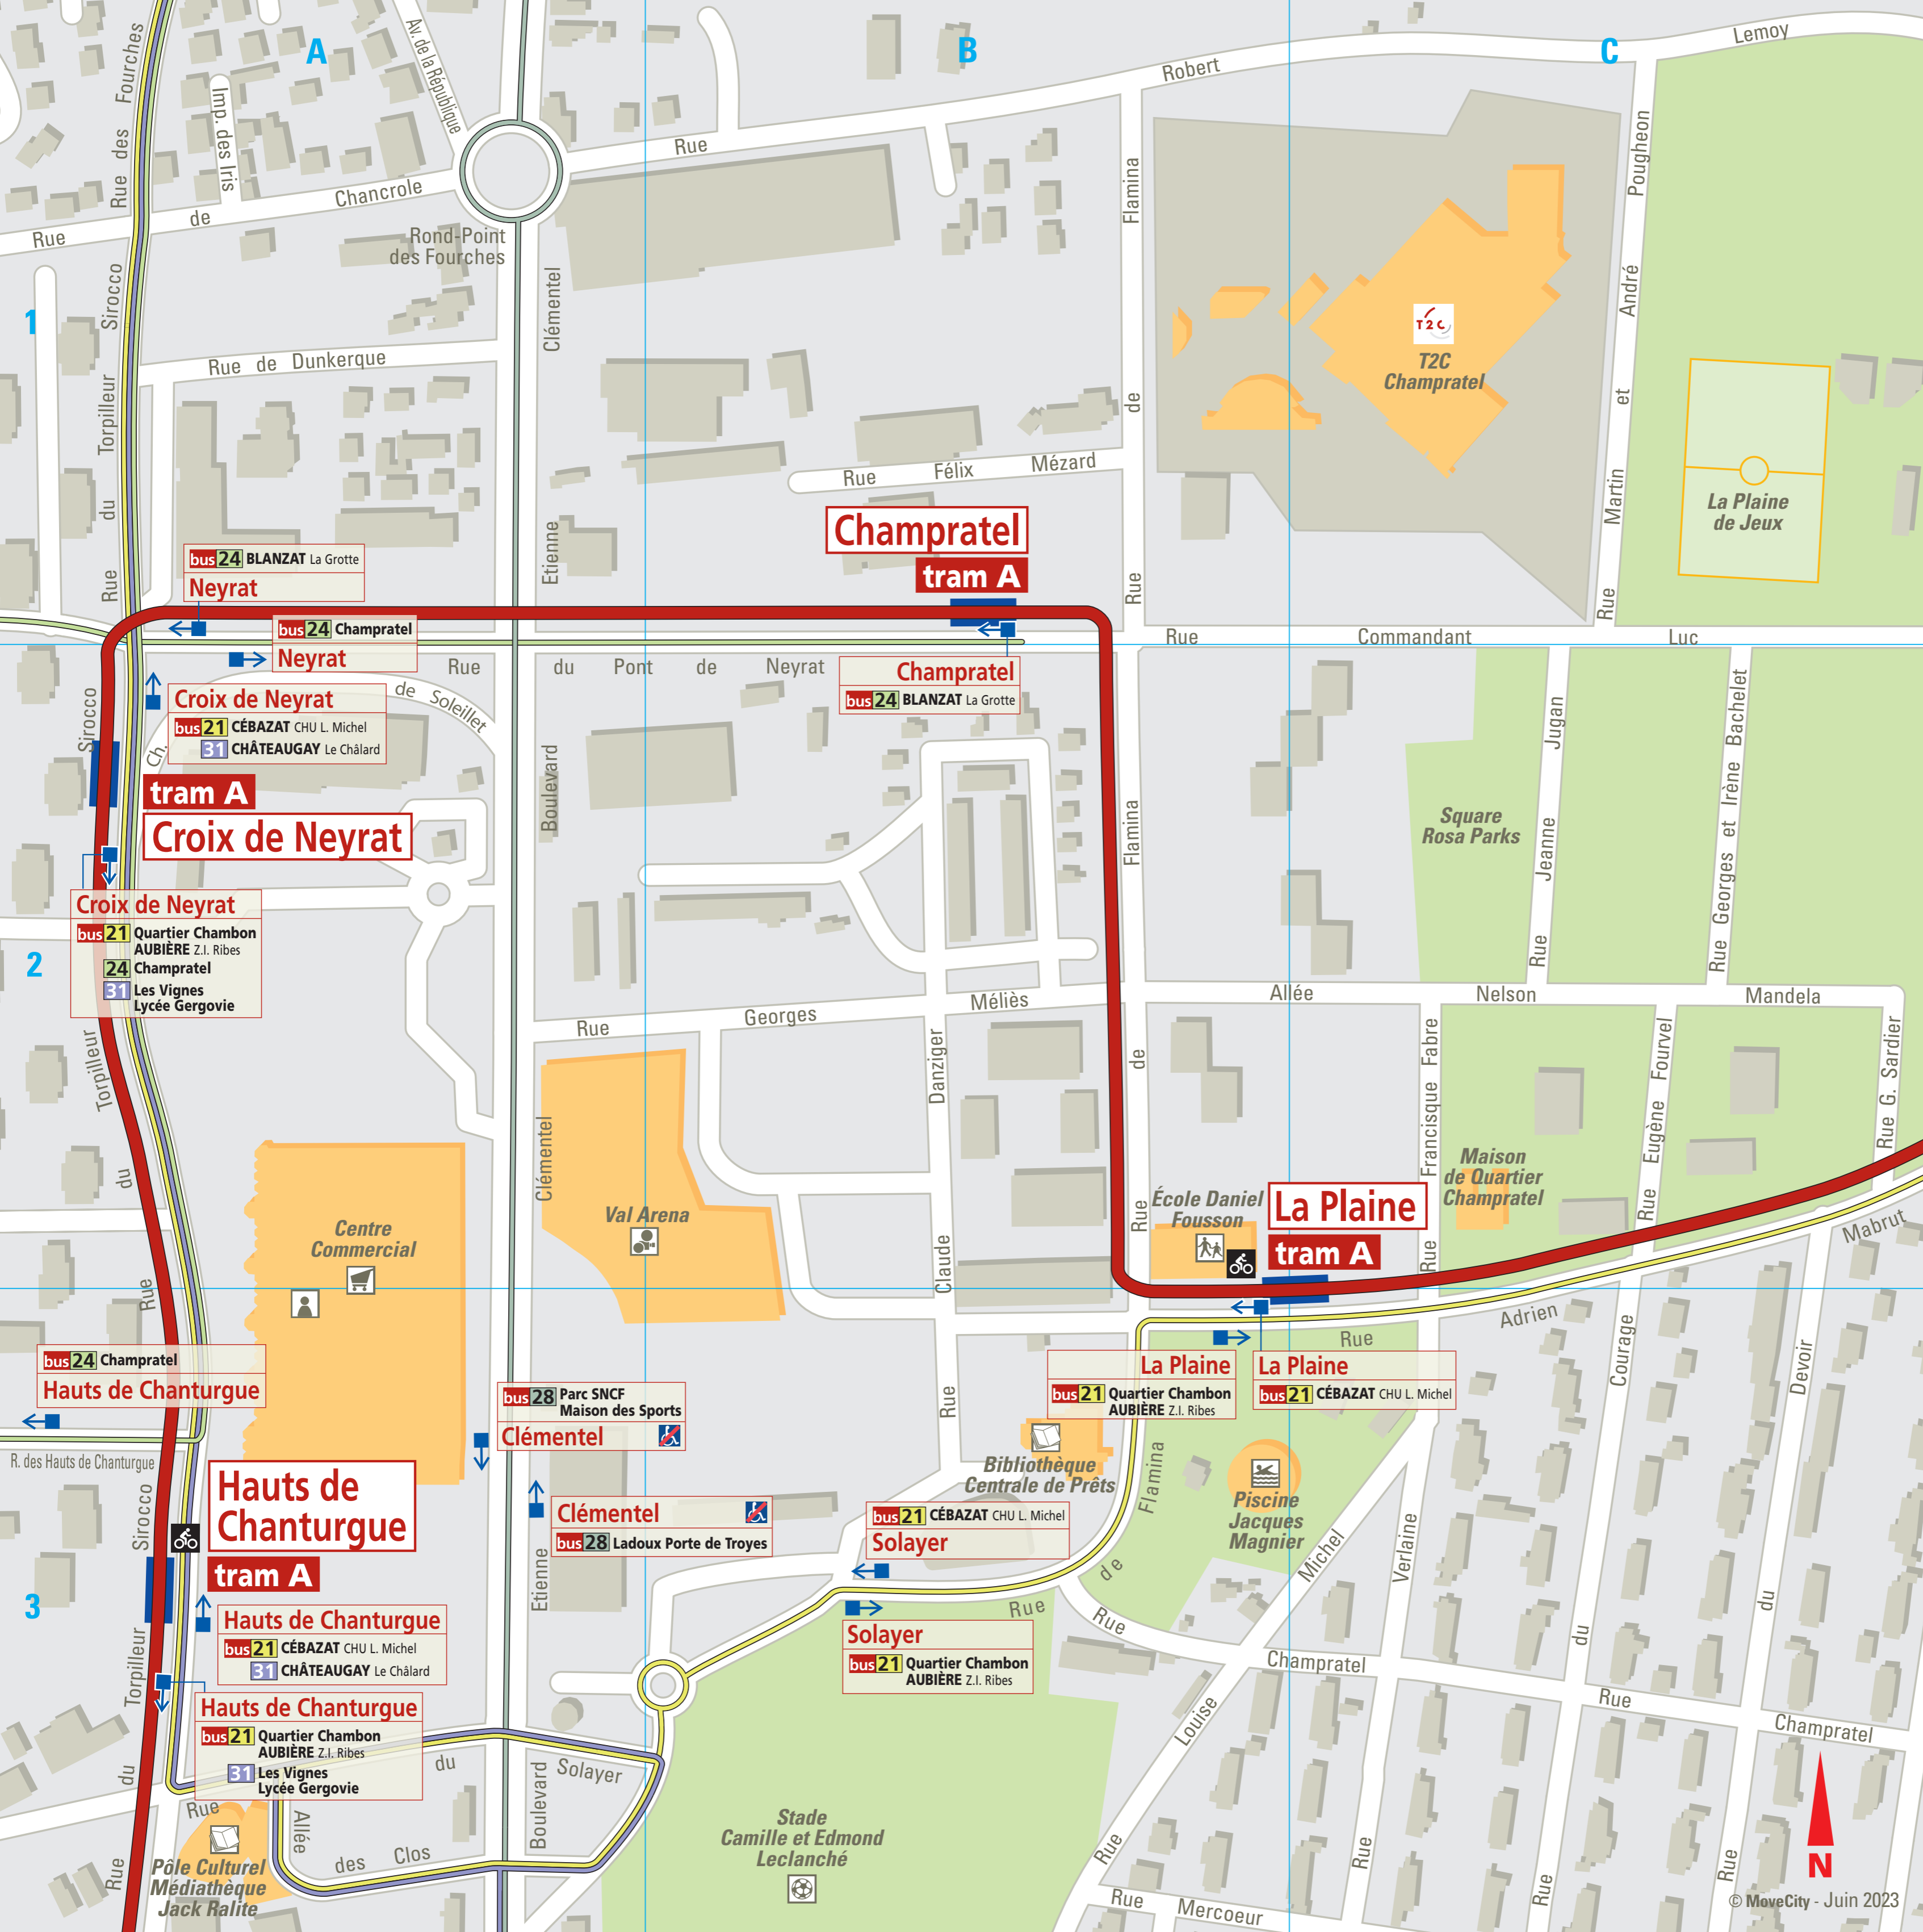 A
B
C
1
2
3
Rue des Fourches
Imp. des Iris
Av. de la République
Rue de Chancrole
Rond-Point
des Fourches
Rue Robert Lemoy
Rue de Dunkerque
Rue du Torpilleur Sirocco
Boulevard Etienne Clémentel
Rue Félix Mézard
Rue de Flamina
T2C
T2C
Champratel
Rue Martin et André Pougheon
La Plaine
de Jeux
Champratel
tram A
bus 24 BLANZAT La Grotte
Neyrat
bus 24 Champratel
Neyrat
Rue du Pont de Neyrat
Rue Commandant Luc
Champratel
bus 24 BLANZAT La Grotte
Croix de Neyrat
bus 21 CÉBAZAT CHU L. Michel
31 CHÂTEAUGAY Le Châlard
Ch. de Soleillet
tram A
Croix de Neyrat
Croix de Neyrat
bus 21 Quartier Chambon
AUBIÈRE Z.I. Ribes
24 Champratel
31 Les Vignes
Lycée Gergovie
Sirocco
Torpilleur
du
Rue
Boulevard
Clémentel
Flamina
de
Rue
Square
Rosa Parks
Rue Jeanne Jugan
Rue Georges et Irène Bachelet
Allée Nelson Mandela
Rue Georges Méliès
Rue Claude Danziger
Rue Francisque Fabre
Rue Eugène Fourvel
Rue G. Sardier
Maison
de Quartier
Champratel
École Daniel
Fousson
La Plaine
tram A
Val Arena
Centre
Commercial
Rue Adrien Mabrut
La Plaine
bus 21 Quartier Chambon
AUBIÈRE Z.I. Ribes
La Plaine
bus 21 CÉBAZAT CHU L. Michel
bus 24 Champratel
Hauts de Chanturgue
R. des Hauts de Chanturgue
bus 28 Parc SNCF
Maison des Sports
Clémentel
Clémentel
bus 28 Ladoux Porte de Troyes
Bibliothèque
Centrale de Prêts
Piscine
Jacques
Magnier
Hauts de
Chanturgue
tram A
Sirocco
Torpilleur
du
Rue
bus 21 CÉBAZAT CHU L. Michel
Solayer
Solayer
bus 21 Quartier Chambon
AUBIÈRE Z.I. Ribes
Rue de Flamina
Hauts de Chanturgue
bus 21 CÉBAZAT CHU L. Michel
31 CHÂTEAUGAY Le Châlard
Hauts de Chanturgue
bus 21 Quartier Chambon
AUBIÈRE Z.I. Ribes
31 Les Vignes
Lycée Gergovie
Rue du Solayer
Allée des Clos
Boulevard Etienne
Pôle Culturel
Médiathèque
Jack Ralite
Stade
Camille et Edmond
Leclanché
Rue Louise Michel
Rue Verlaine
Rue Champratel
Rue Champratel
Rue du Courage
Rue du Devoir
Rue Mercoeur
N
© MoveCity - Juin 2023